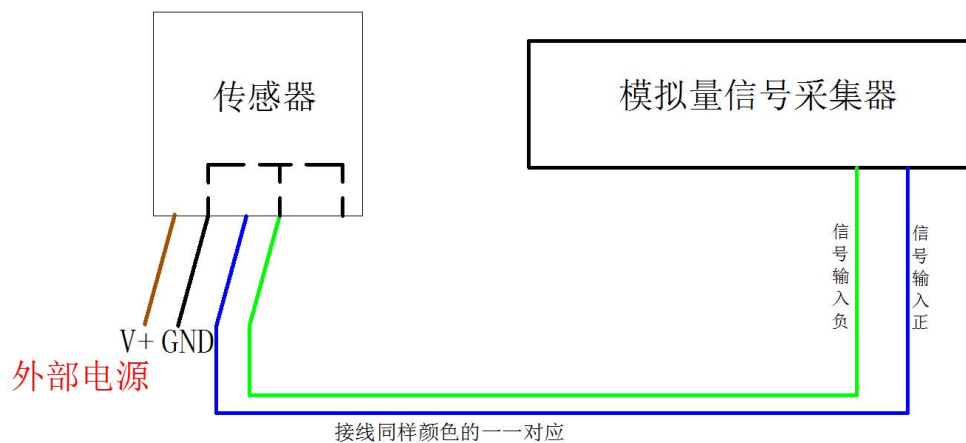 传感器
模拟量信号采集器
信号输入负
信号输入正
V+ GND
外部电源
接线同样颜色的一一对应